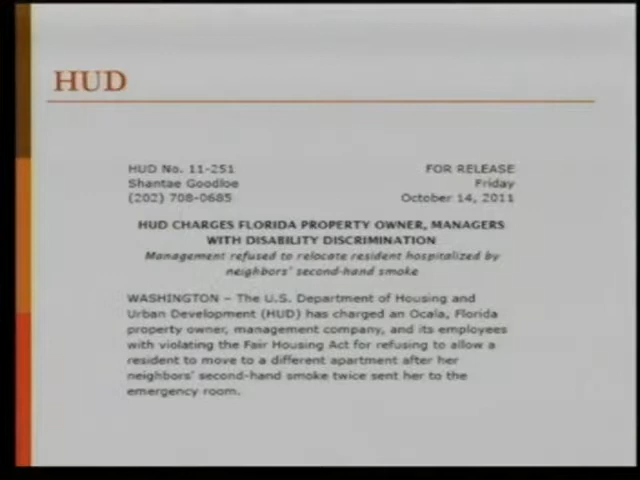 HUD
HUD No. 11-251
Shantae Goodloe
(202) 708-0685
FOR RELEASE
Friday
October 14, 2011
HUD CHARGES FLORIDA PROPERTY OWNER, MANAGERS
WITH DISABILITY DISCRIMINATION
Management refused to relocate resident hospitalized by
neighbors' second-hand smoke
WASHINGTON – The U.S. Department of Housing and
Urban Development (HUD) has charged an Ocala, Florida
property owner, management company, and its employees
with violating the Fair Housing Act for refusing to allow a
resident to move to a different apartment after her
neighbors' second-hand smoke twice sent her to the
emergency room.